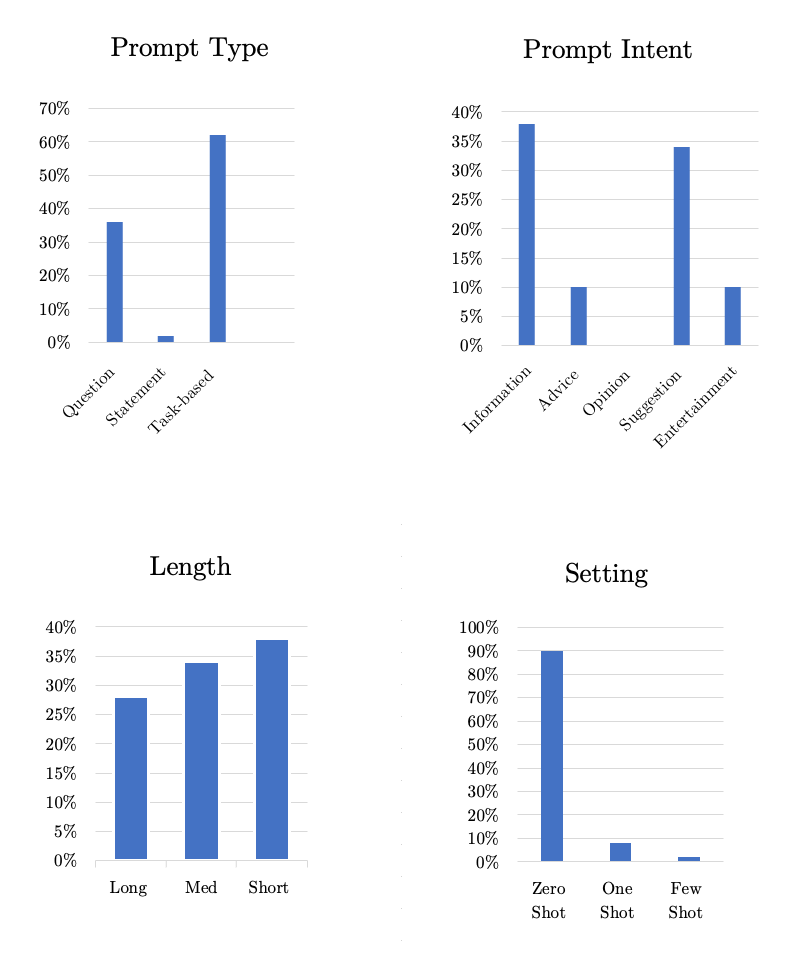 Prompt Type
70%
60%
50%
40%
30%
20%
10%
0%
Question
Statement
Task-based
Prompt Intent
40%
35%
30%
25%
20%
15%
10%
5%
0%
Information
Advice
Opinion
Suggestion
Entertainment
Length
40%
35%
30%
25%
20%
15%
10%
5%
0%
Long Med Short
Setting
100%
90%
80%
70%
60%
50%
40%
30%
20%
10%
0%
Zero One Few
Shot Shot Shot